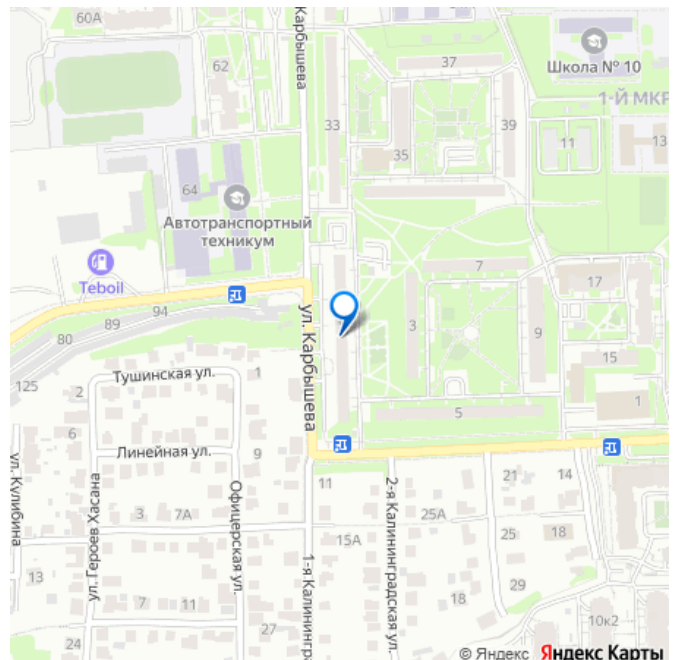 60А
Карбышева
62
37
Школа № 10
1-Й МКР
33
35
39
11
13
64
Автотранспортный
техникум
Teboil
7
17
94
89
80
ул. Карбышева
3
9
15
125
Тушинская ул.
1
2
1
5
6
Линейная ул.
9
ул. Кулибина
ул. Героев Хасана
Офицерская ул.
11
2-я Калининградская ул.
21
14
3
7А
25А
15А
25
18
1-я Калинингра
13
29
7
11
18
27
24
10к2
© Яндекс Яндекс Карты